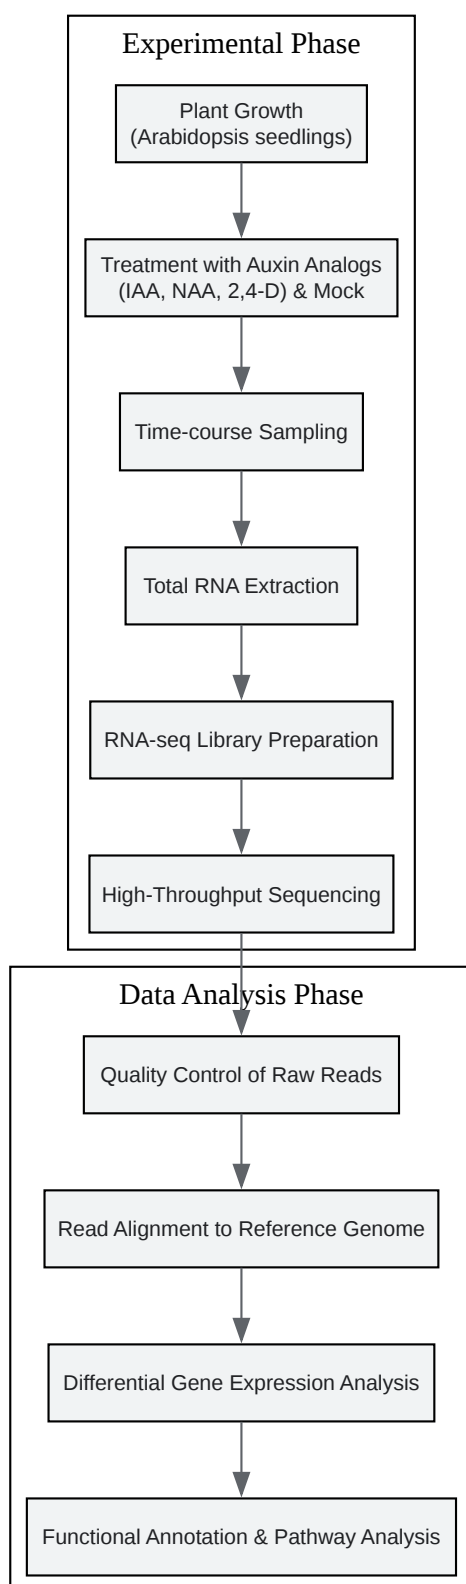 Experimental Phase
Plant Growth
(Arabidopsis seedlings)
Treatment with Auxin Analogs
(IAA, NAA, 2,4-D) & Mock
Time-course Sampling
Total RNA Extraction
RNA-seq Library Preparation
High-Throughput Sequencing
Data Analysis Phase
Quality Control of Raw Reads
Read Alignment to Reference Genome
Differential Gene Expression Analysis
Functional Annotation & Pathway Analysis